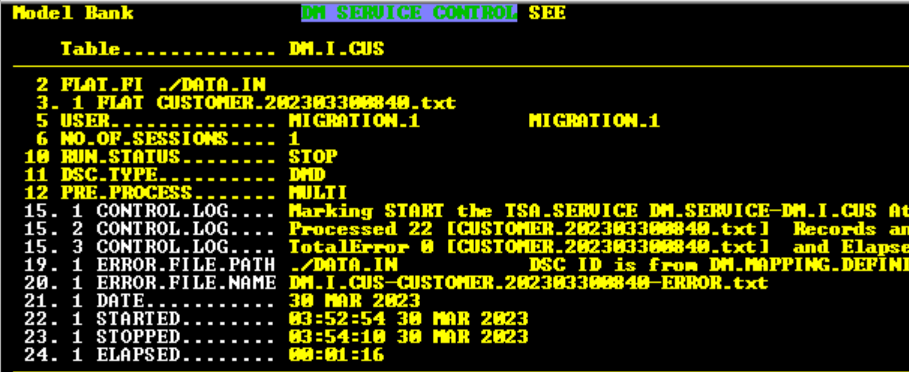 Model Bank DM SERVICE CONTROL SEE
Table............. DM.I.CUS
2 FLAT.FI ./DATA.IN
3. 1 FLAT CUSTOMER.202303300840.txt
5 USER.............. MIGRATION.1 MIGRATION.1
6 NO.OF.SESSIONS.... 1
10 RUN.STATUS........ STOP
11 DSC.TYPE.......... DMD
12 PRE.PROCESS....... MULTI
15. 1 CONTROL.LOG.... Marking START the TSA.SERVICE DM.SERVICE-DM.I.CUS At
15. 2 CONTROL.LOG.... Processed 22 [CUSTOMER.202303300840.txt] Records an
15. 3 CONTROL.LOG.... TotalError 0 [CUSTOMER.202303300840.txt] and Elapse
19. 1 ERROR.FILE.PATH ./DATA.IN DSC ID is from DM.MAPPING.DEFINI
20. 1 ERROR.FILE.NAME DM.I.CUS-CUSTOMER.202303300840-ERROR.txt
21. 1 DATE........... 30 MAR 2023
22. 1 STARTED........ 03:52:54 30 MAR 2023
23. 1 STOPPED........ 03:54:10 30 MAR 2023
24. 1 ELAPSED........ 00:01:16